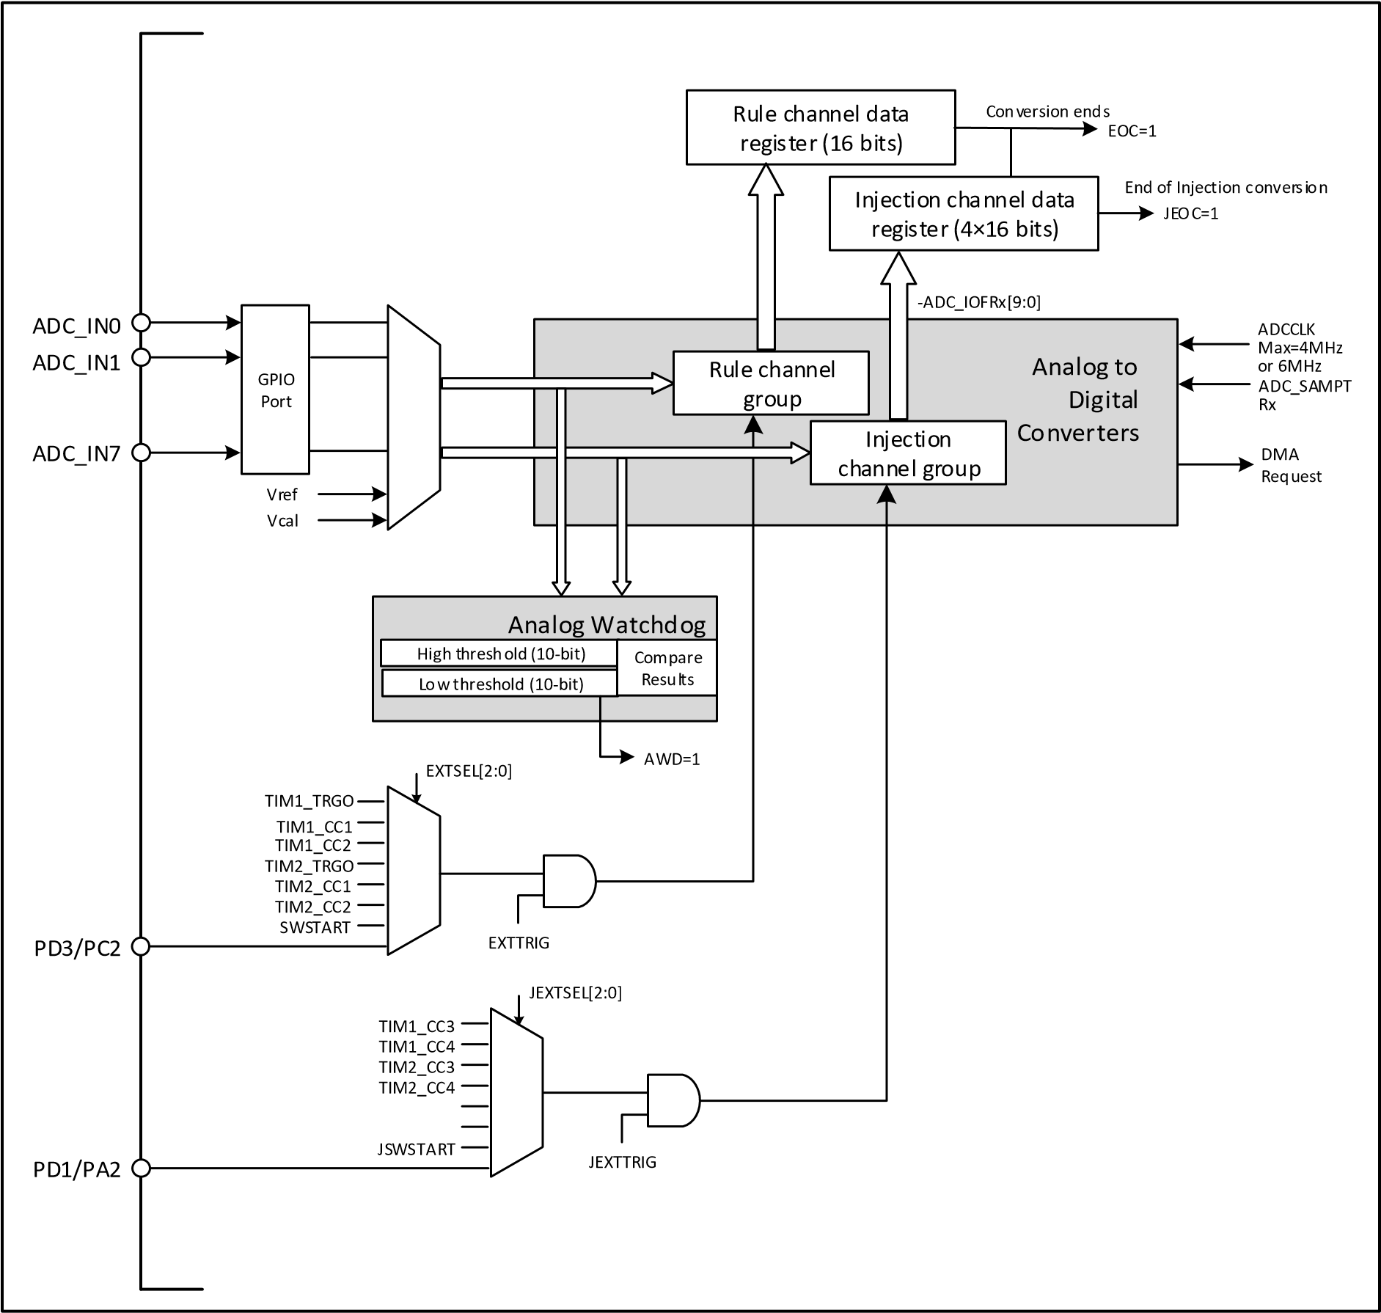 Rule channel data
register (16 bits)
Conversion ends
EOC=1
Injection channel data
register (4×16 bits)
End of Injection conversion
JEOC=1
-ADC_IOFRx[9:0]
ADC_IN0
ADC_IN1
ADC_IN7
GPIO
Port
Vref
Vcal
Rule channel
group
Injection
channel group
Analog to
Digital
Converters
ADCCLK
Max=4MHz
or 6MHz
ADC_SAMPT
Rx
DMA
Request
Analog Watchdog
High threshold (10-bit)
Low threshold (10-bit)
Compare
Results
AWD=1
EXTSEL[2:0]
TIM1_TRGO
TIM1_CC1
TIM1_CC2
TIM2_TRGO
TIM2_CC1
TIM2_CC2
SWSTART
PD3/PC2
EXTTRIG
JEXTSEL[2:0]
TIM1_CC3
TIM1_CC4
TIM2_CC3
TIM2_CC4
JSWSTART
PD1/PA2
JEXTTRIG